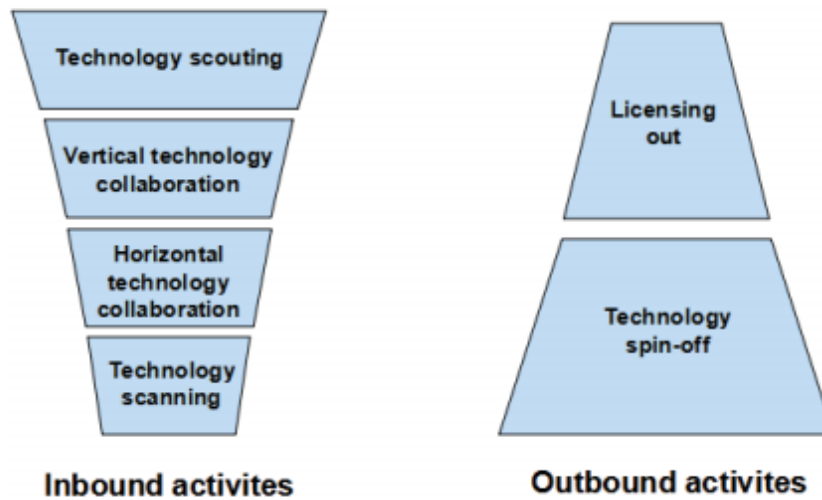 Technology scouting
Vertical technology
collaboration
Horizontal
technology
collaboration
Technology
scanning
Inbound activites
Licensing
out
Technology
spin-off
Outbound activites